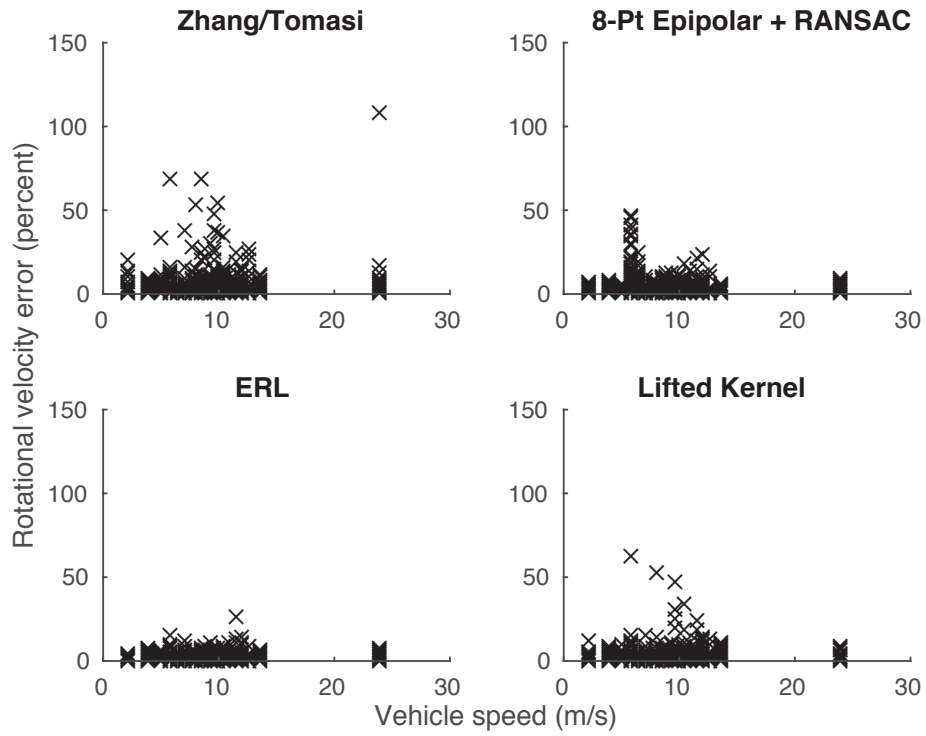 Zhang/Tomasi
8-Pt Epipolar + RANSAC
150
100
50
0
0 10 20 30
150
100
50
0
0 10 20 30
ERL
Lifted Kernel
150
100
50
0
0 10 20 30
150
100
50
0
0 10 20 30
Rotational velocity error (percent)
Vehicle speed (m/s)